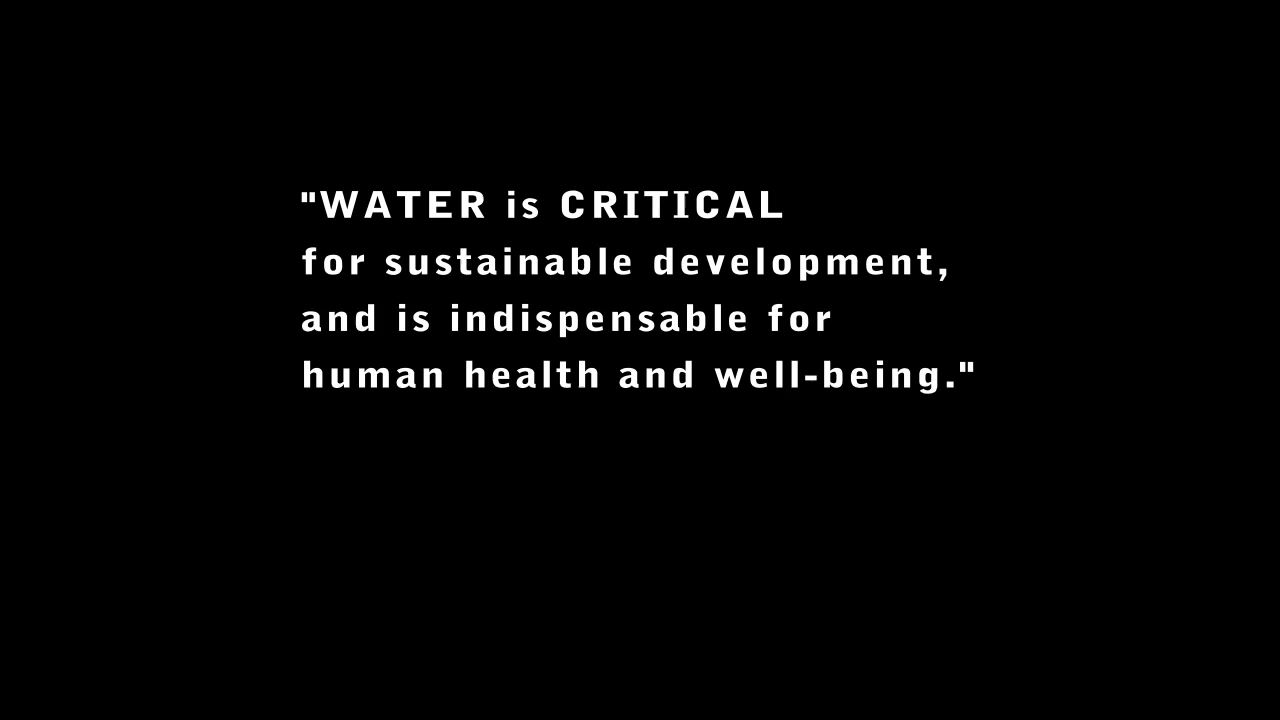 "WATER is CRITICAL
for sustainable development,
and is indispensable for
human health and well-being."